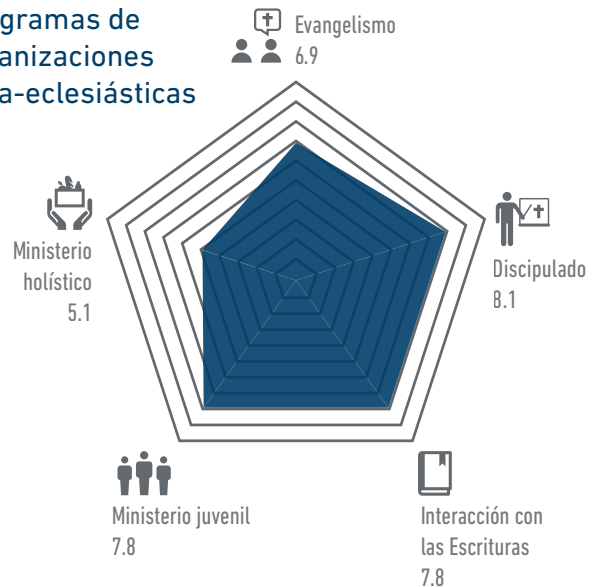 gramas de
anizaciones
a-eclesiásticas
Evangelismo
6.9
Discipulado
8.1
Interacción con
las Escrituras
7.8
Ministerio juvenil
7.8
Ministerio
holístico
5.1